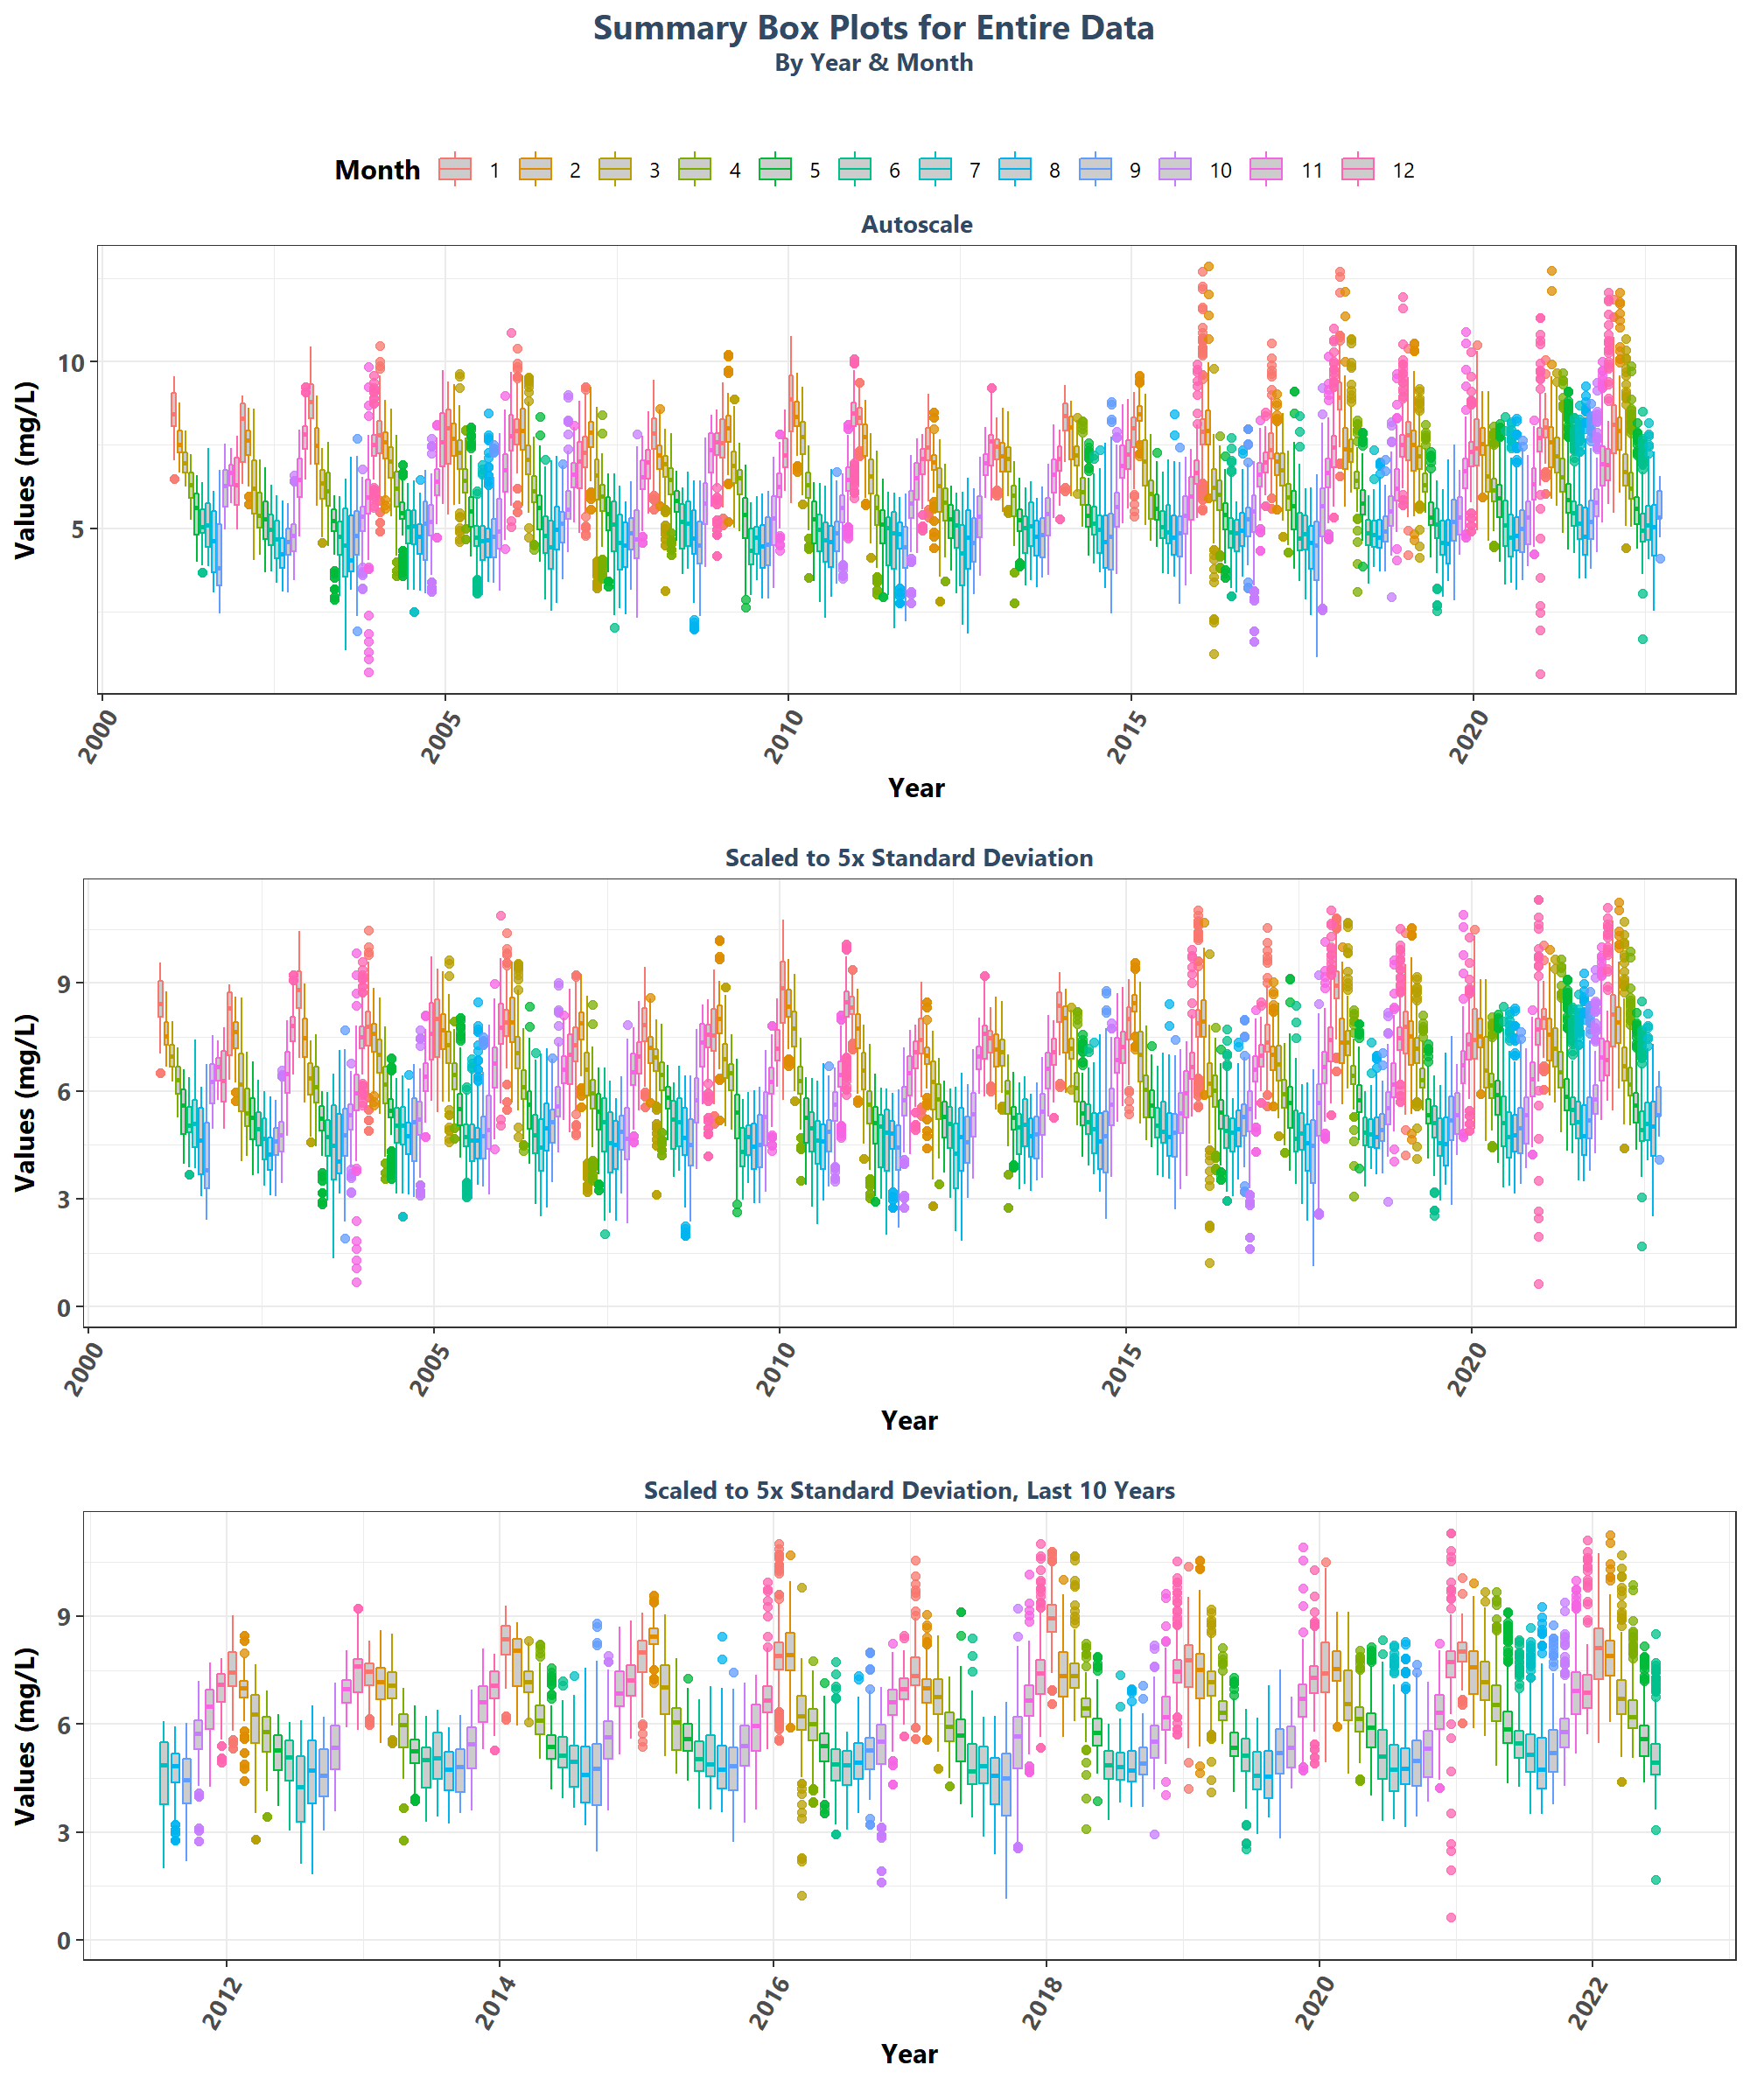 Summary Box Plots for Entire Data
By Year & Month
Month 1 2 3 4 5 6 7 8 9 10 11 12
Autoscale
Values (mg/L)
10
5
2000 2005 2010 2015 2020
Year
Scaled to 5x Standard Deviation
Values (mg/L)
9
6
3
0
2000 2005 2010 2015 2020
Year
Scaled to 5x Standard Deviation, Last 10 Years
Values (mg/L)
9
6
3
0
2012 2014 2016 2018 2020 2022
Year